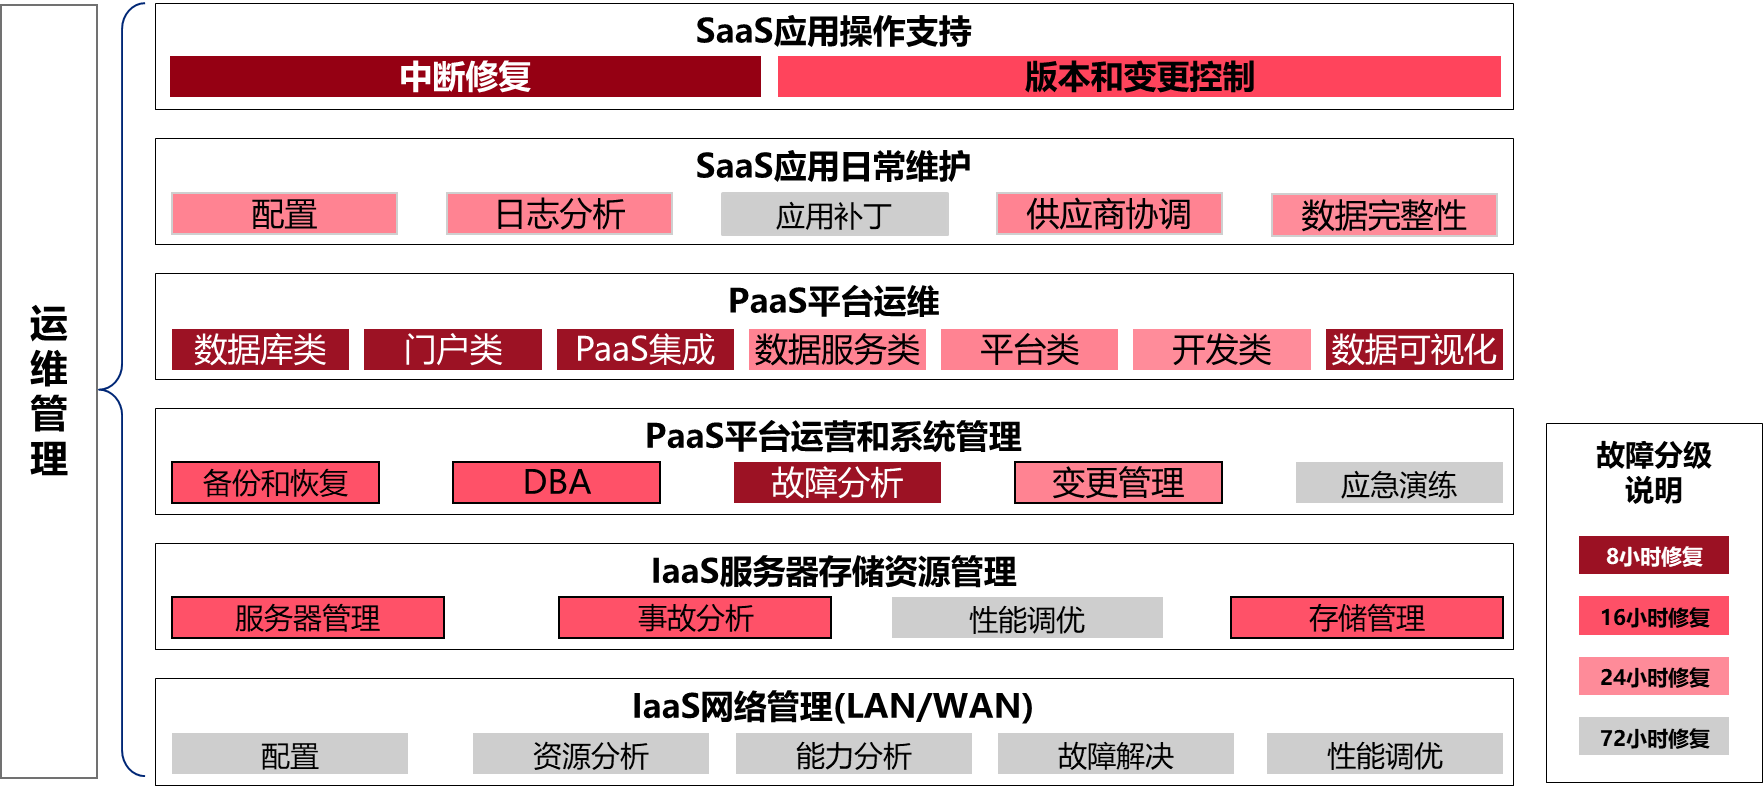 运维管理
SaaS应用操作支持
中断修复
版本和变更控制
SaaS应用日常维护
配置
日志分析
应用补丁
供应商协调
数据完整性
PaaS平台运维
数据库类
门户类
PaaS集成
数据服务类
平台类
开发类
数据可视化
PaaS平台运营和系统管理
备份和恢复
DBA
故障分析
变更管理
应急演练
IaaS服务器存储资源管理
服务器管理
事故分析
性能调优
存储管理
IaaS网络管理(LAN/WAN)
配置
资源分析
能力分析
故障解决
性能调优
故障分级
说明
8小时修复
16小时修复
24小时修复
72小时修复